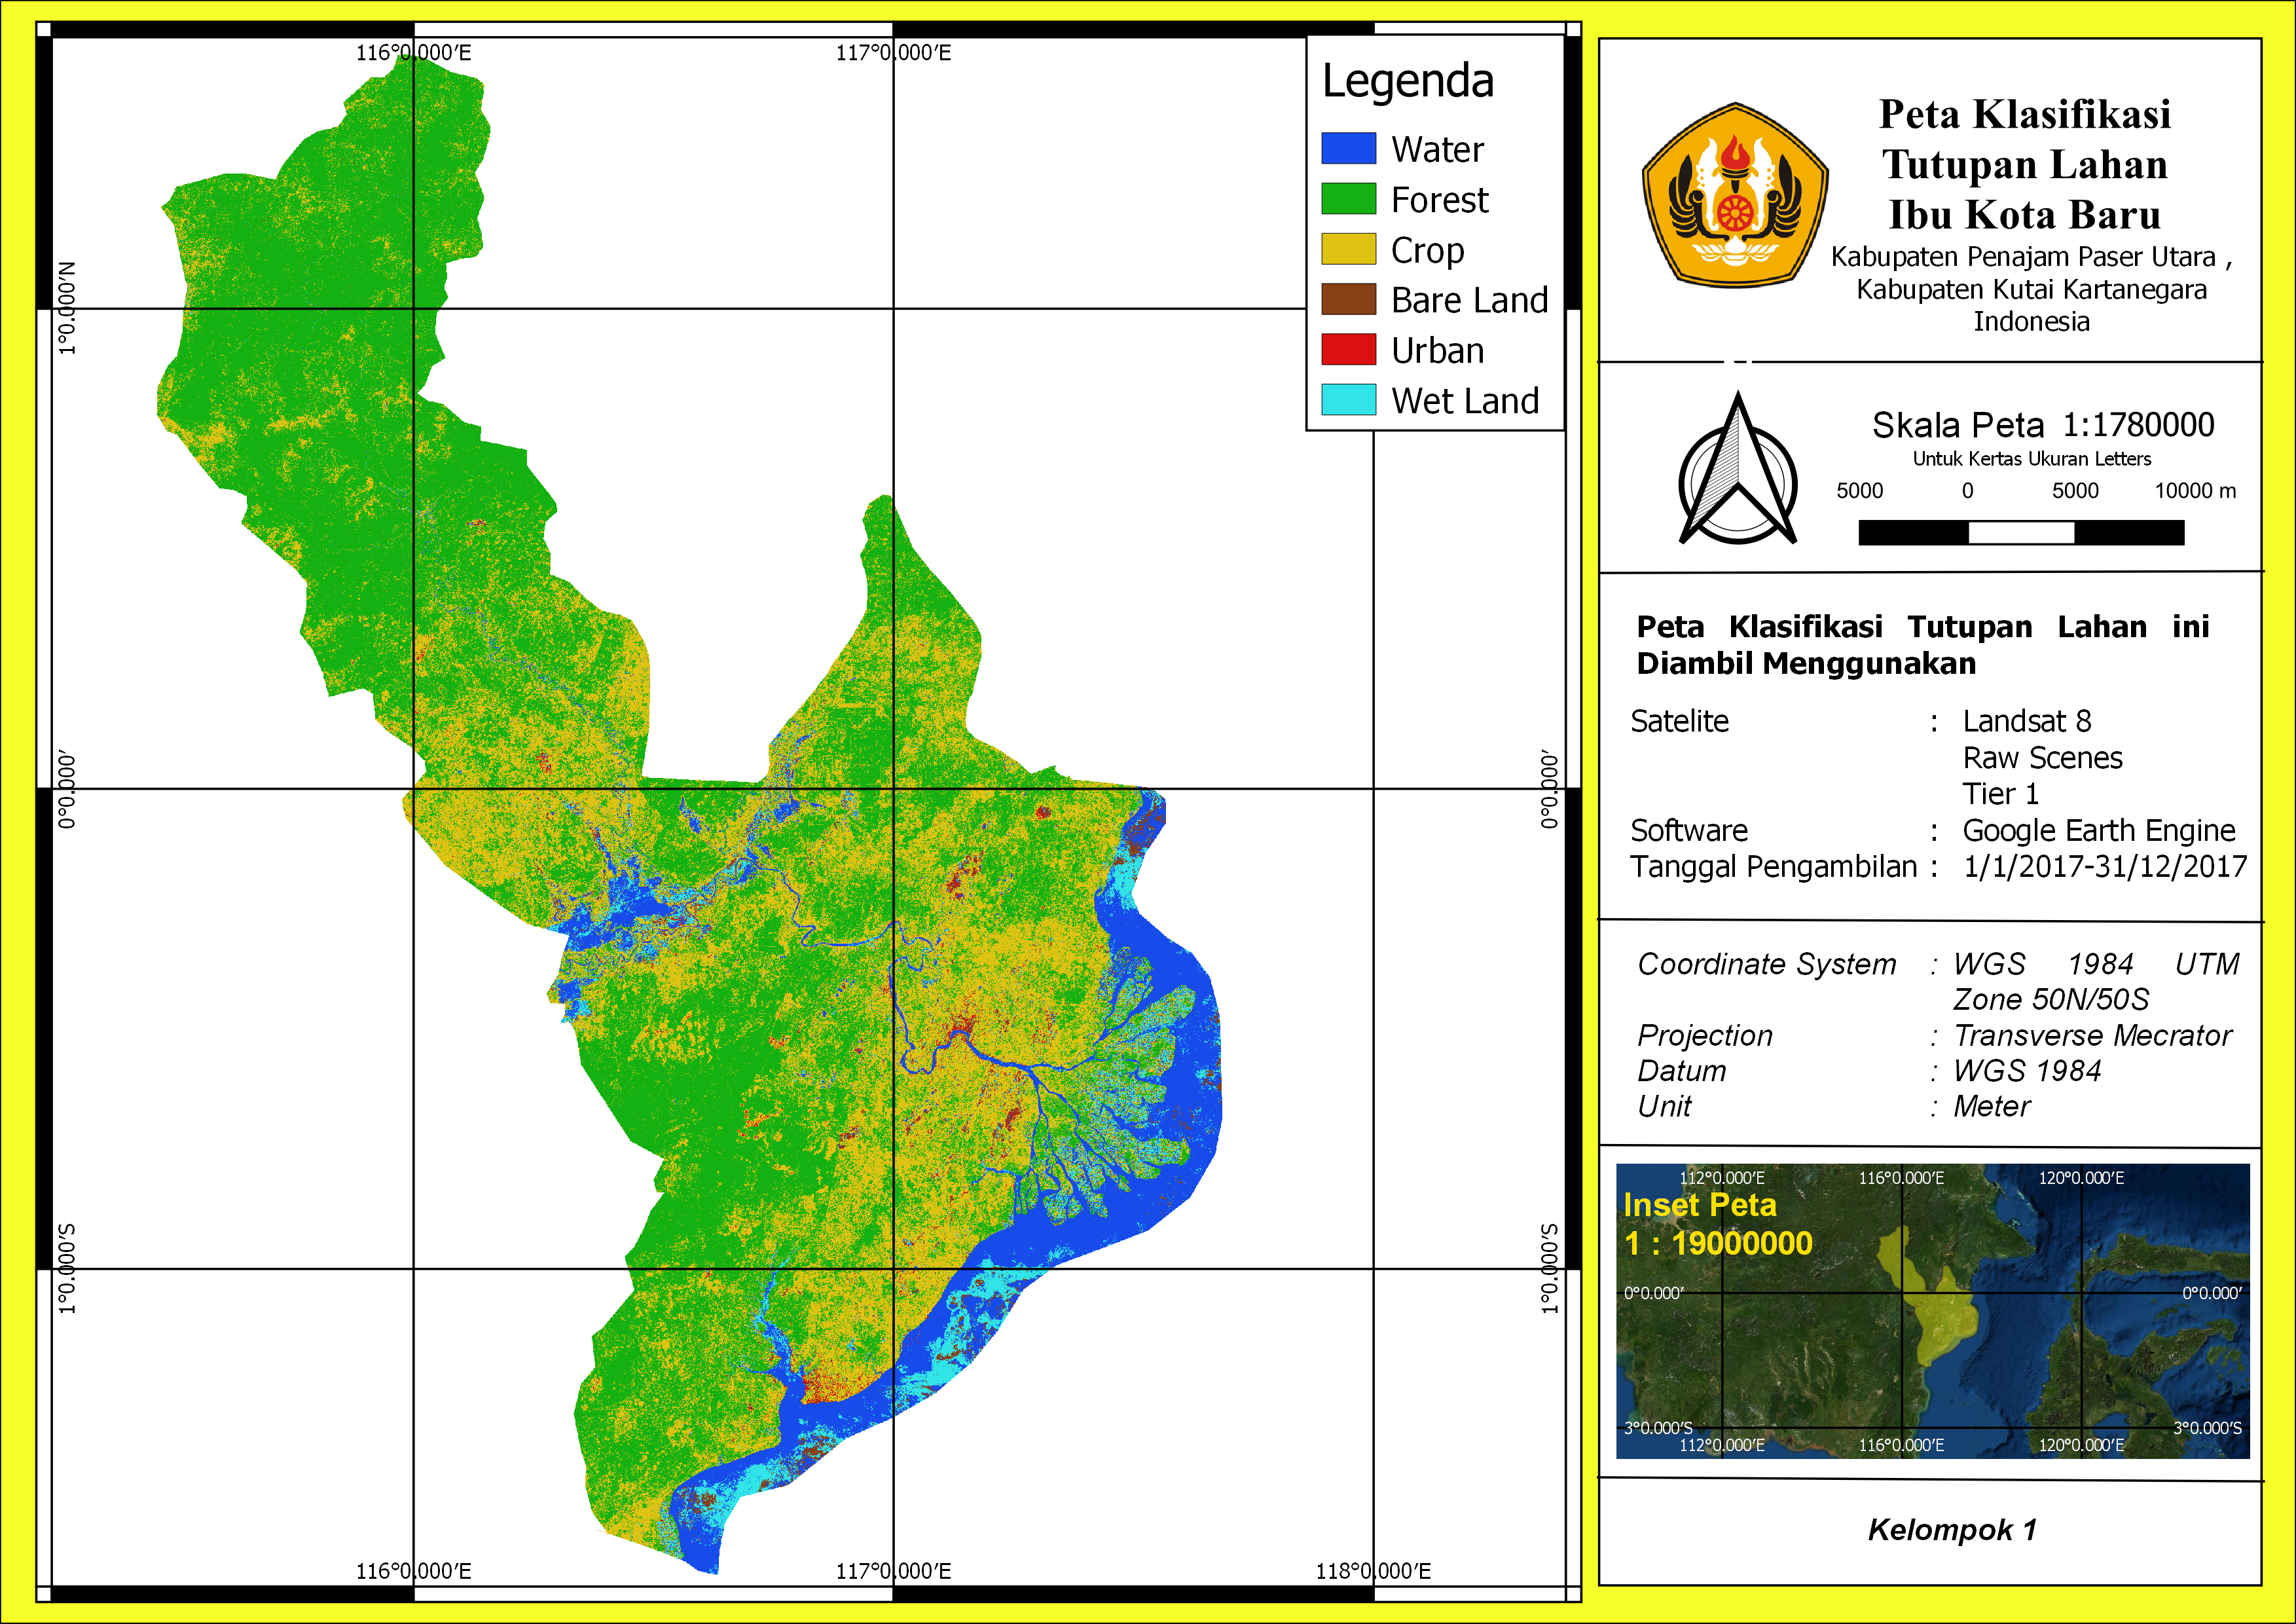 116°0.000'E
117°0.000'E
1°0.000'N
0°0.000'
0°0.000'
1°0.000'S
1°0.000'S
116°0.000'E
117°0.000'E
118°0.000'E
Legenda
Water
Forest
Crop
Bare Land
Urban
Wet Land
Peta Klasifikasi
Tutupan Lahan
Ibu Kota Baru
Kabupaten Penajam Paser Utara ,
Kabupaten Kutai Kartanegara
Indonesia
Skala Peta 1:1780000
Untuk Kertas Ukuran Letters
5000 0 5000 10000 m
Peta Klasifikasi Tutupan Lahan ini
Diambil Menggunakan
Satelite : Landsat 8
Raw Scenes
Tier 1
Software : Google Earth Engine
Tanggal Pengambilan : 1/1/2017-31/12/2017
Coordinate System : WGS 1984 UTM
Zone 50N/50S
Projection : Transverse Mecrator
Datum : WGS 1984
Unit : Meter
112°0.000'E 116°0.000'E 120°0.000'E
Inset Peta
1 : 19000000
0°0.000' 0°0.000'
3°0.000'S 3°0.000'S
112°0.000'E 116°0.000'E 120°0.000'E
Kelompok 1